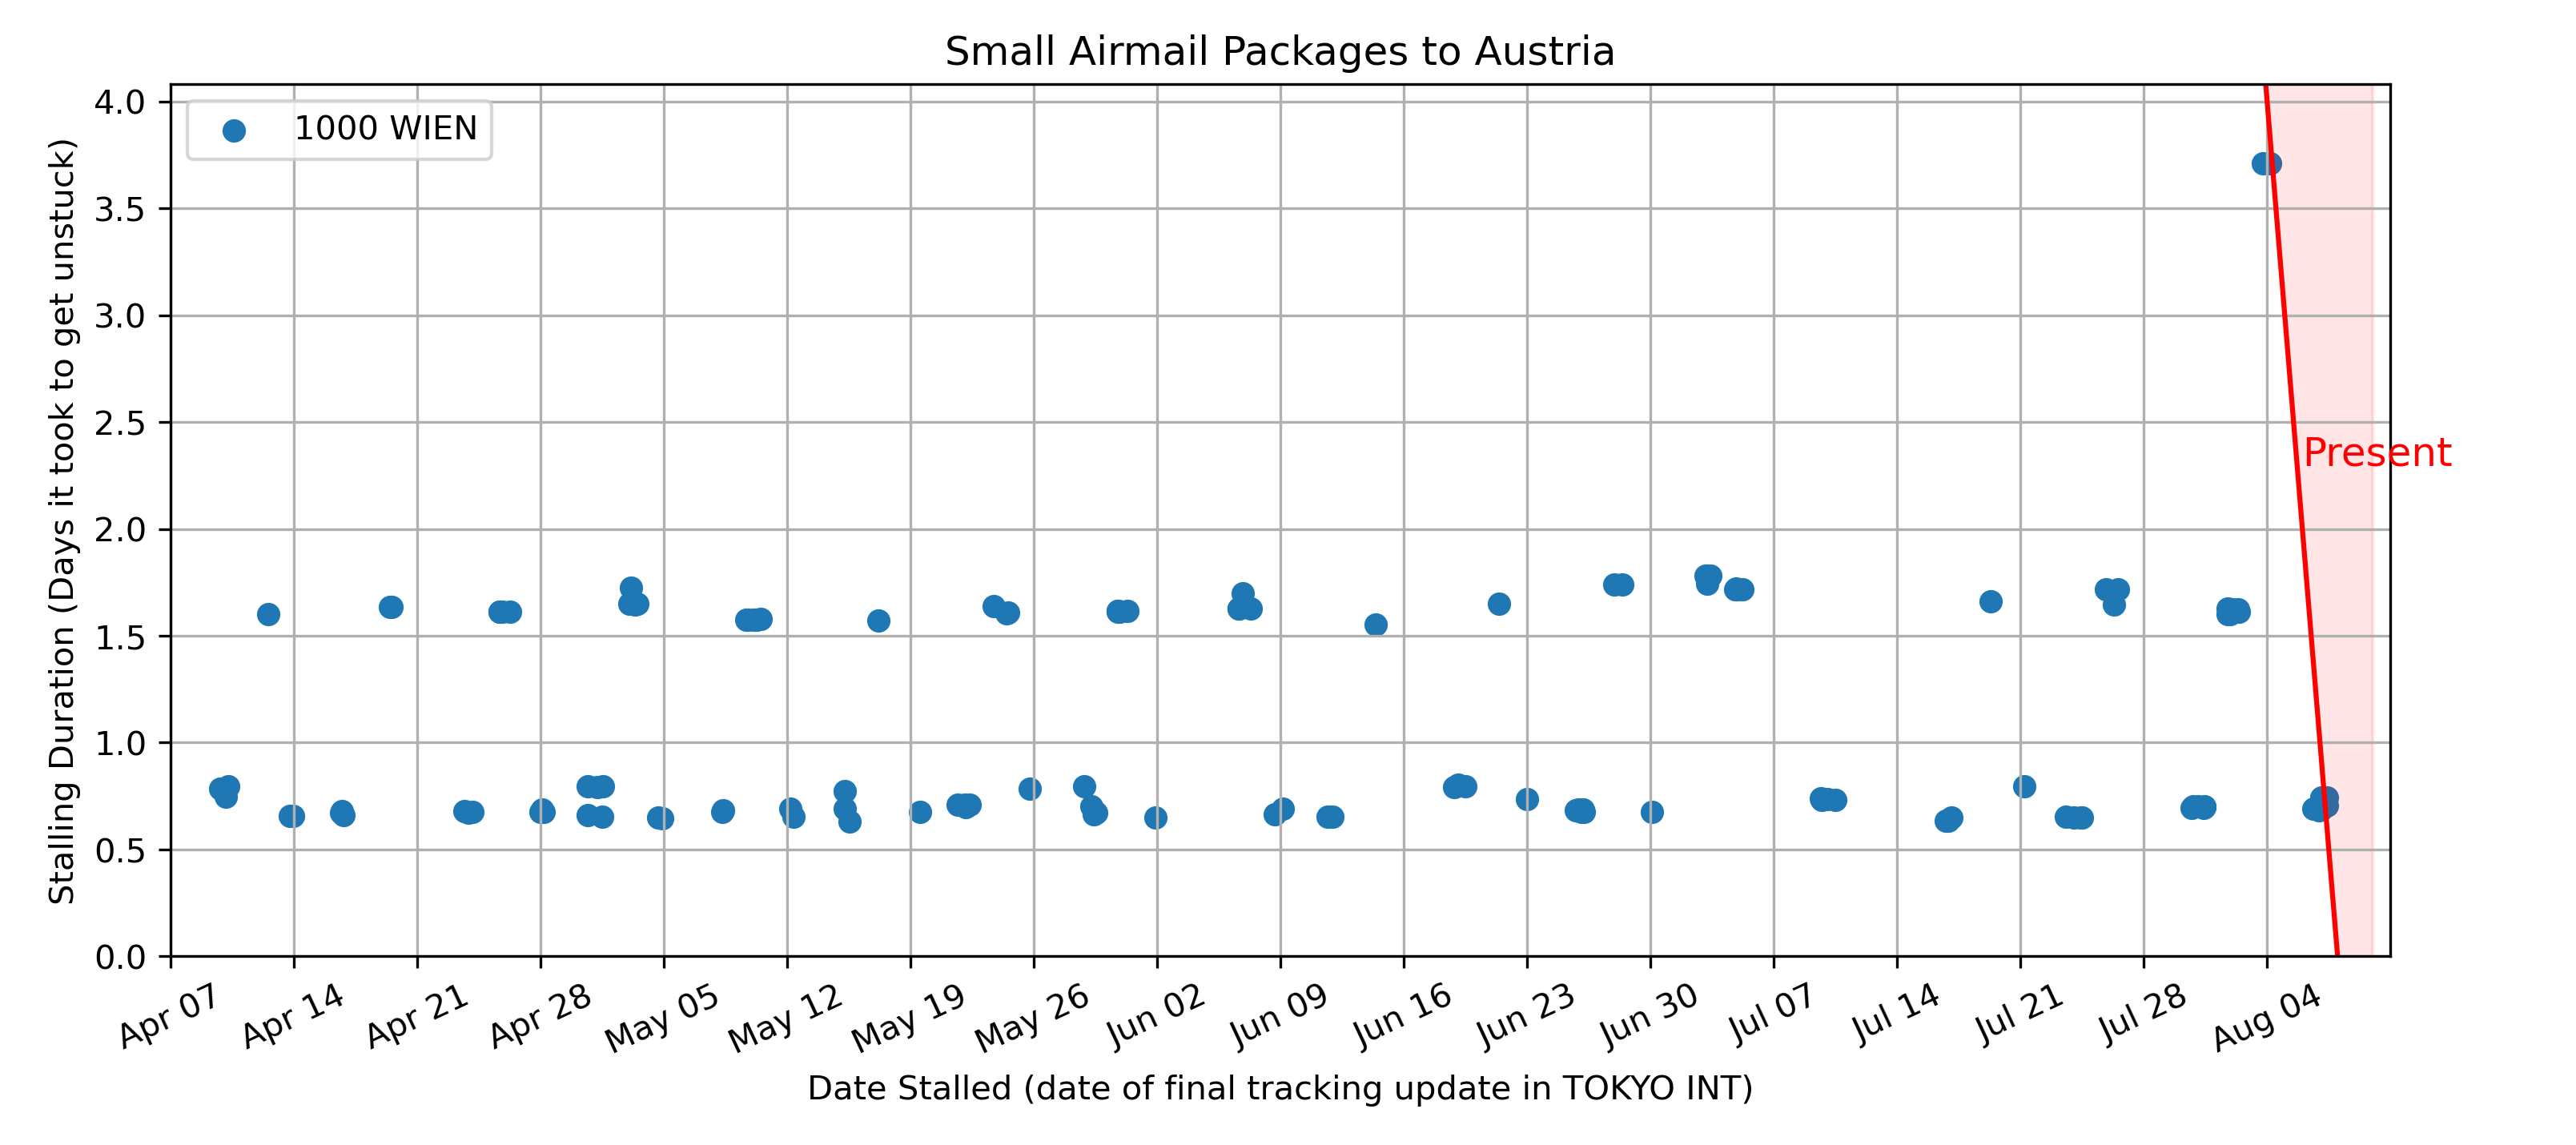 Small Airmail Packages to Austria
1000 WIEN
Stalling Duration (Days it took to get unstuck)
4.0
3.5
3.0
2.5
2.0
1.5
1.0
0.5
0.0
Present
Apr 07
Apr 14
Apr 21
Apr 28
May 05
May 12
May 19
May 26
Jun 02
Jun 09
Jun 16
Jun 23
Jun 30
Jul 07
Jul 14
Jul 21
Jul 28
Aug 04
Date Stalled (date of final tracking update in TOKYO INT)